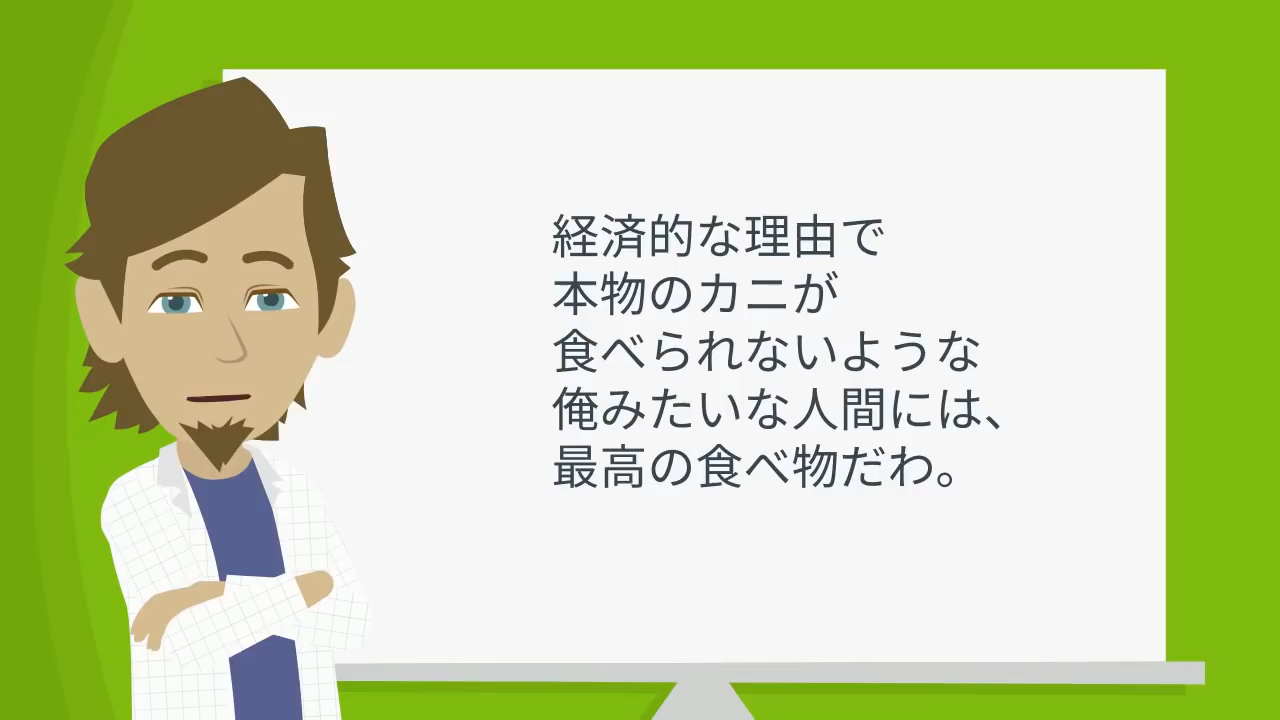 経済的な理由で
本物のカニが
食べられないような
俺みたいな人間には、
最高の食べ物だわ。